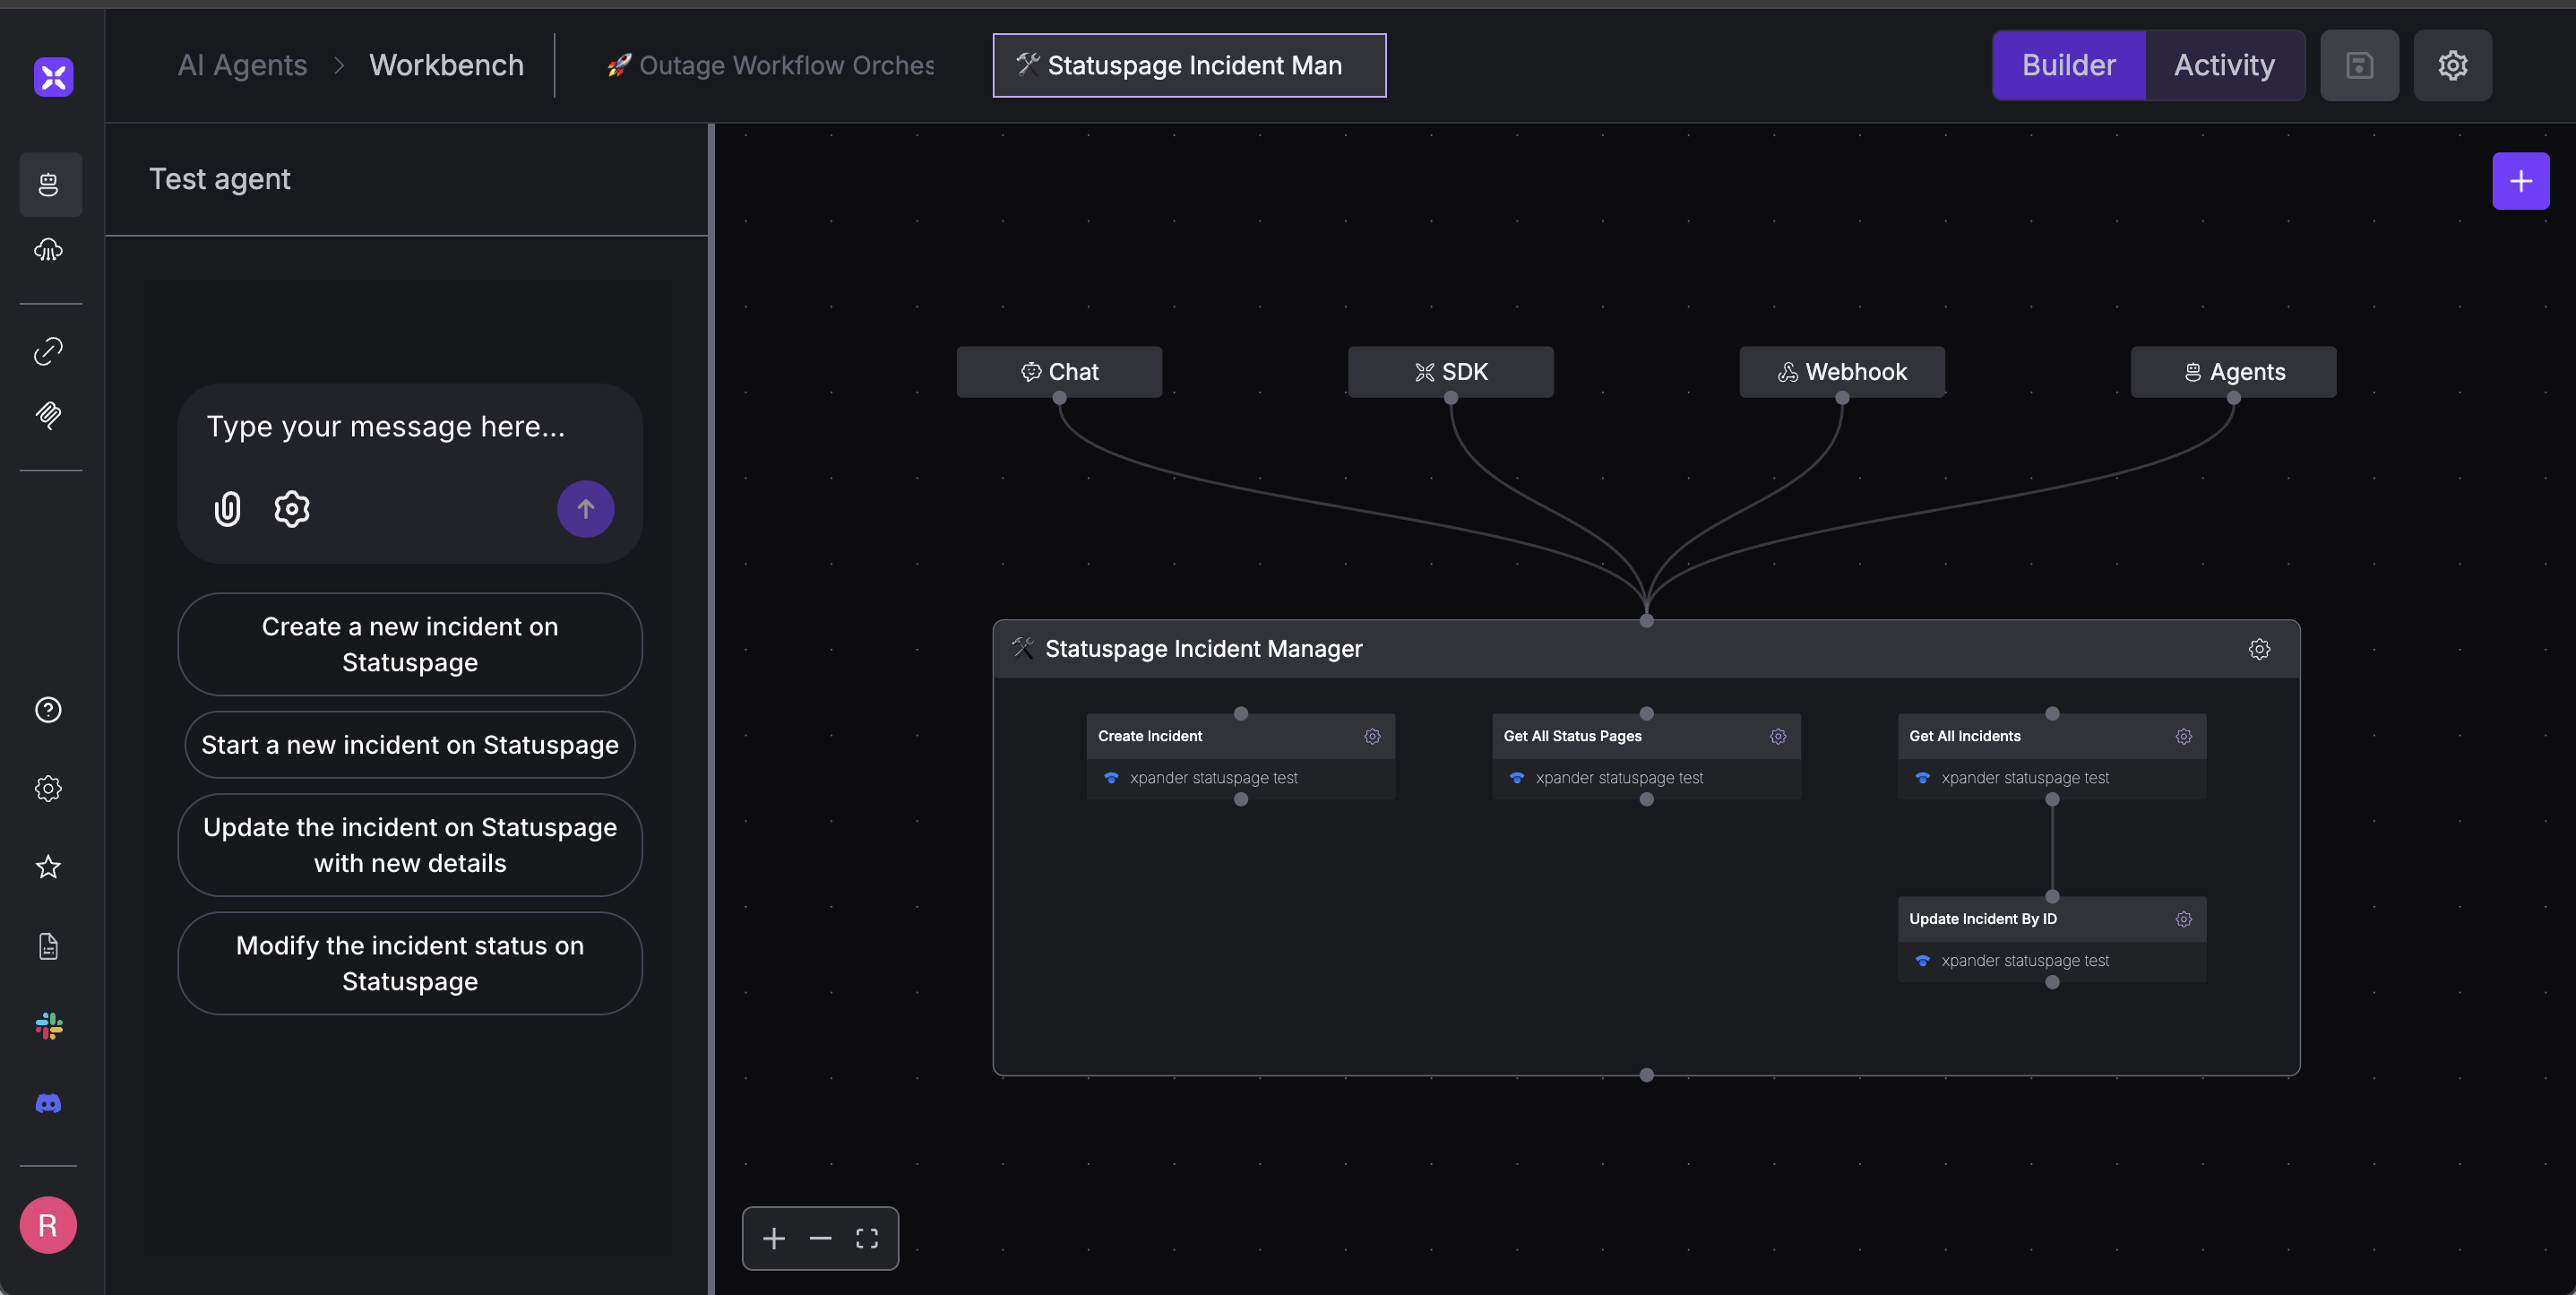 AI Agents > Workbench
🚀 Outage Workflow Orches
🛠 Statuspage Incident Man
Builder
Activity
Test agent
Type your message here...
Create a new incident on
Statuspage
Start a new incident on Statuspage
Update the incident on Statuspage
with new details
Modify the incident status on
Statuspage
R
Chat
SDK
Webhook
Agents
🛠 Statuspage Incident Manager
Create Incident
xpander statuspage test
Get All Status Pages
xpander statuspage test
Get All Incidents
xpander statuspage test
Update Incident By ID
xpander statuspage test